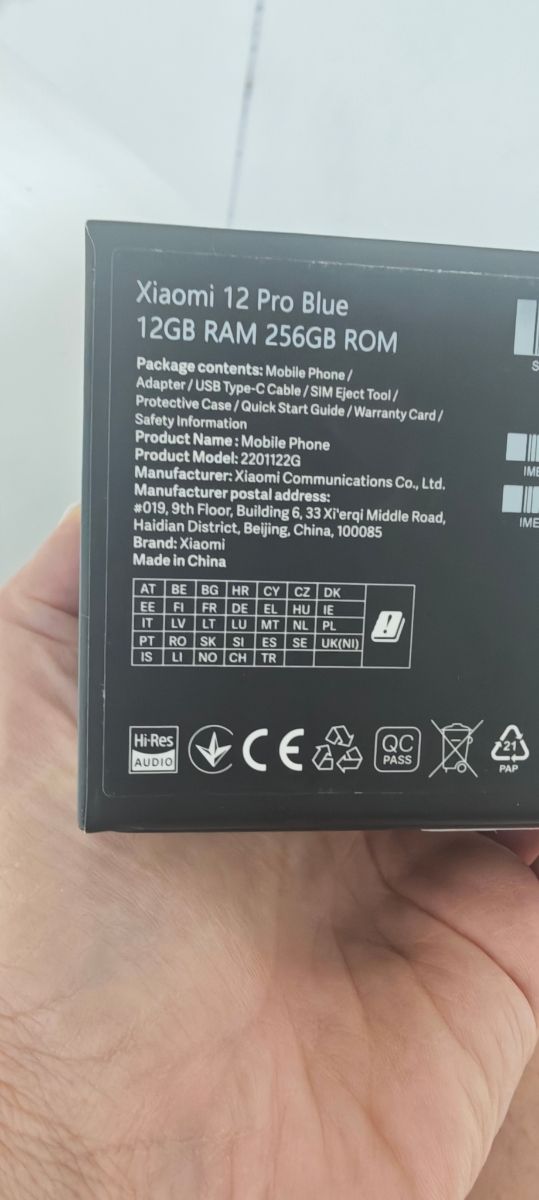 Xiaomi 12 Pro Blue
12GB RAM 256GB ROM
Package contents: Mobile Phone /
Adapter / USB Type-C Cable / SIM Eject Tool /
Protective Case / Quick Start Guide / Warranty Card /
Safety Information
Product Name : Mobile Phone
Product Model: 2201122G
Manufacturer: Xiaomi Communications Co., Ltd.
Manufacturer postal address:
#019, 9th Floor, Building 6, 33 Xi'erqi Middle Road,
Haidian District, Beijing, China, 100085
Brand: Xiaomi
Made in China
AT BE BG HR CY CZ DK
EE FI FR DE EL HU IE
IT LV LT LU MT NL PL
PT RO SK SI ES SE UK(NI)
IS LI NO CH TR
Hi-Res
AUDIO
CE
QC
PASS
21
PAP